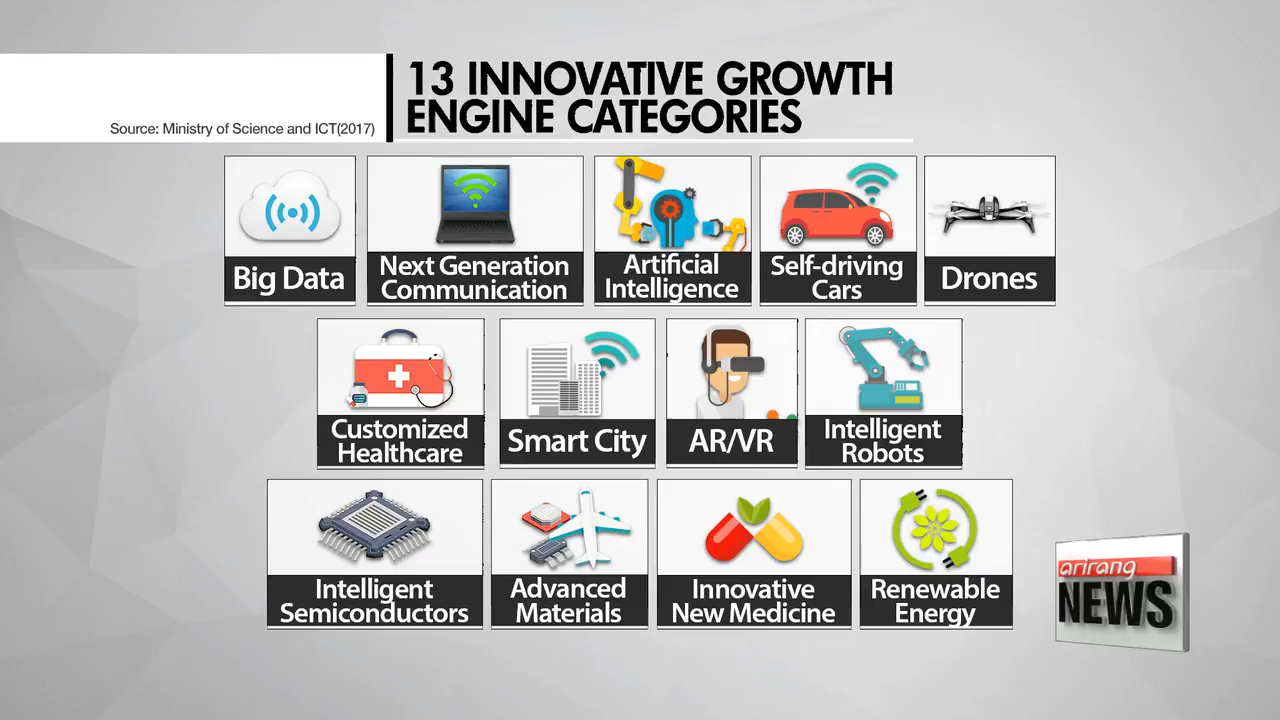 13 INNOVATIVE GROWTH
ENGINE CATEGORIES
Source: Ministry of Science and ICT(2017)
Big Data
Next Generation
Communication
Artificial
Intelligence
Self-driving
Cars
Drones
Customized
Healthcare
Smart City
AR/VR
Intelligent
Robots
Intelligent
Semiconductors
Advanced
Materials
Innovative
New Medicine
Renewable
Energy
arirang
NEWS